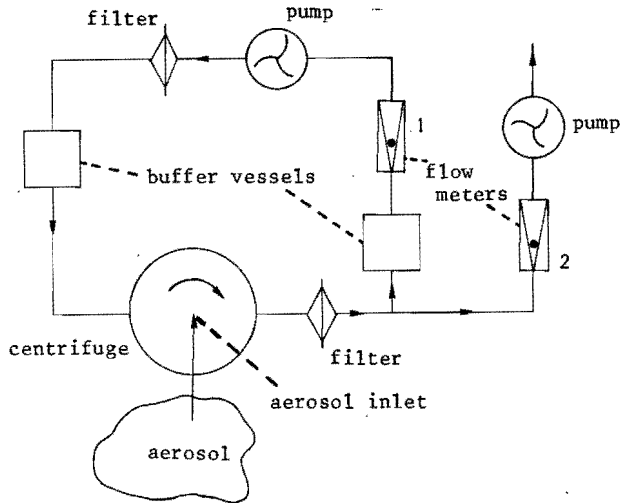 pump
filter
pump
1
flow
meters
buffer vessels
2
centrifuge
filter
aerosol inlet
aerosol